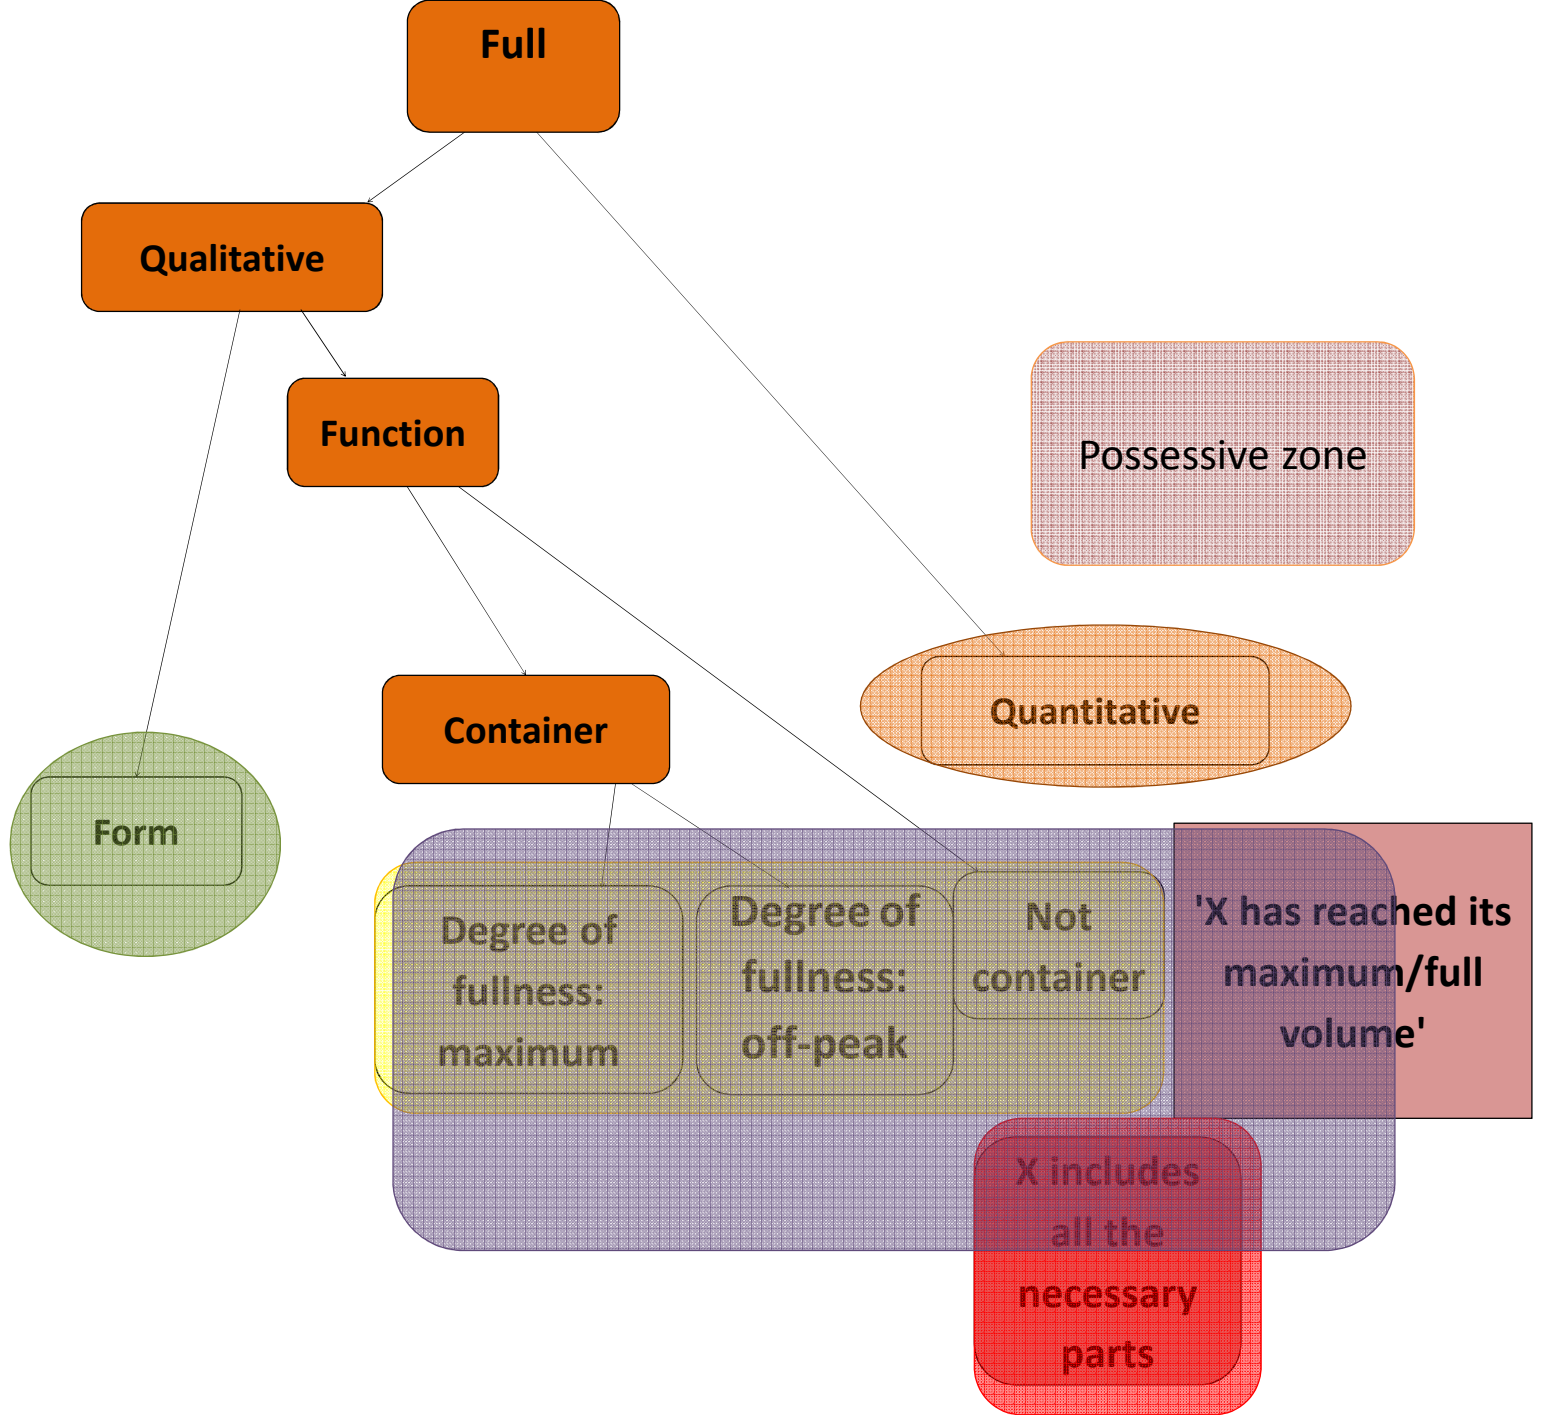 Full
Qualitative
Function
Possessive zone
Container
Quantitative
Form
Degree of
fullness:
maximum
Degree of
fullness:
off-peak
Not
container
'X has reached its
maximum/full
volume'
X includes
all the
necessary
parts